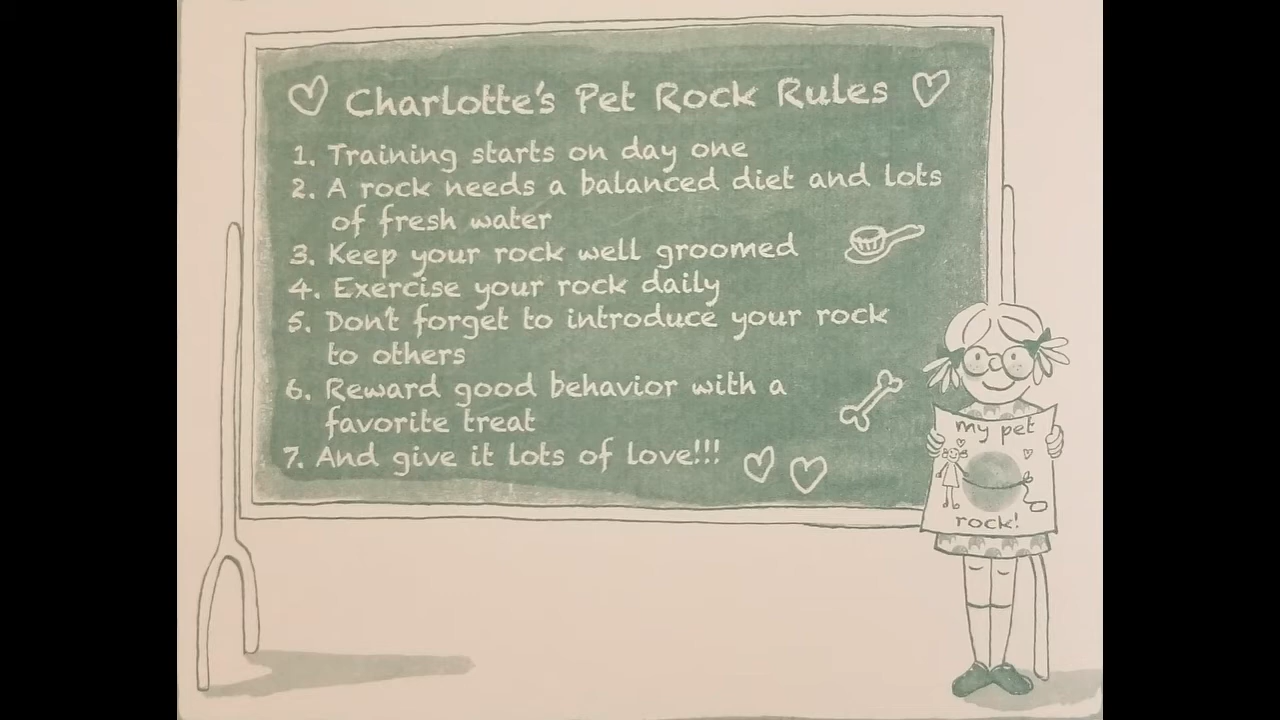 Charlotte's Pet Rock Rules
1. Training starts on day one
2. A rock needs a balanced diet and lots
of fresh water
3. Keep your rock well groomed
4. Exercise your rock daily
5. Don't forget to introduce your rock
to others
6. Reward good behavior with a
favorite treat
7. And give it lots of love!!!
my pet
rock!